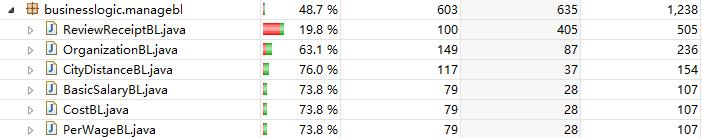 businesslogic.managebl 48.7 % 603 635 1,238
ReviewReceiptBL.java 19.8 % 100 405 505
OrganizationBL.java 63.1 % 149 87 236
CityDistanceBL.java 76.0 % 117 37 154
BasicSalaryBL.java 73.8 % 79 28 107
CostBL.java 73.8 % 79 28 107
PerWageBL.java 73.8 % 79 28 107